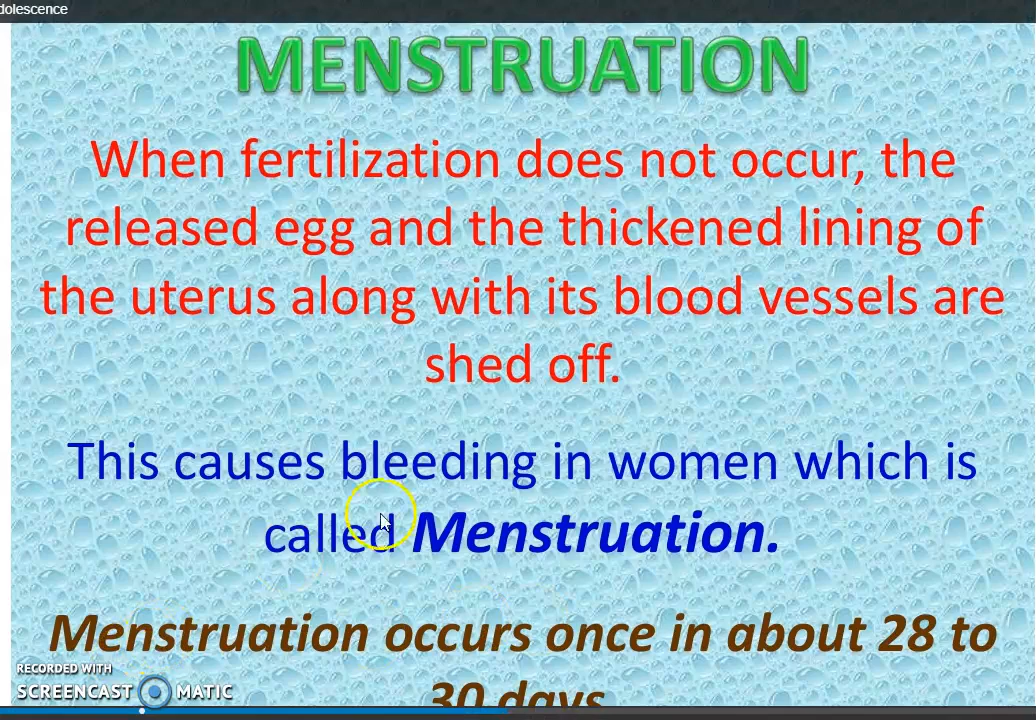 dolescence
MENSTRUATION
When fertilization does not occur, the
released egg and the thickened lining of
the uterus along with its blood vessels are
shed off.
This causes bleeding in women which is
called Menstruation.
Menstruation occurs once in about 28 to
30 days
RECORDED WITH
SCREENCAST MATIC